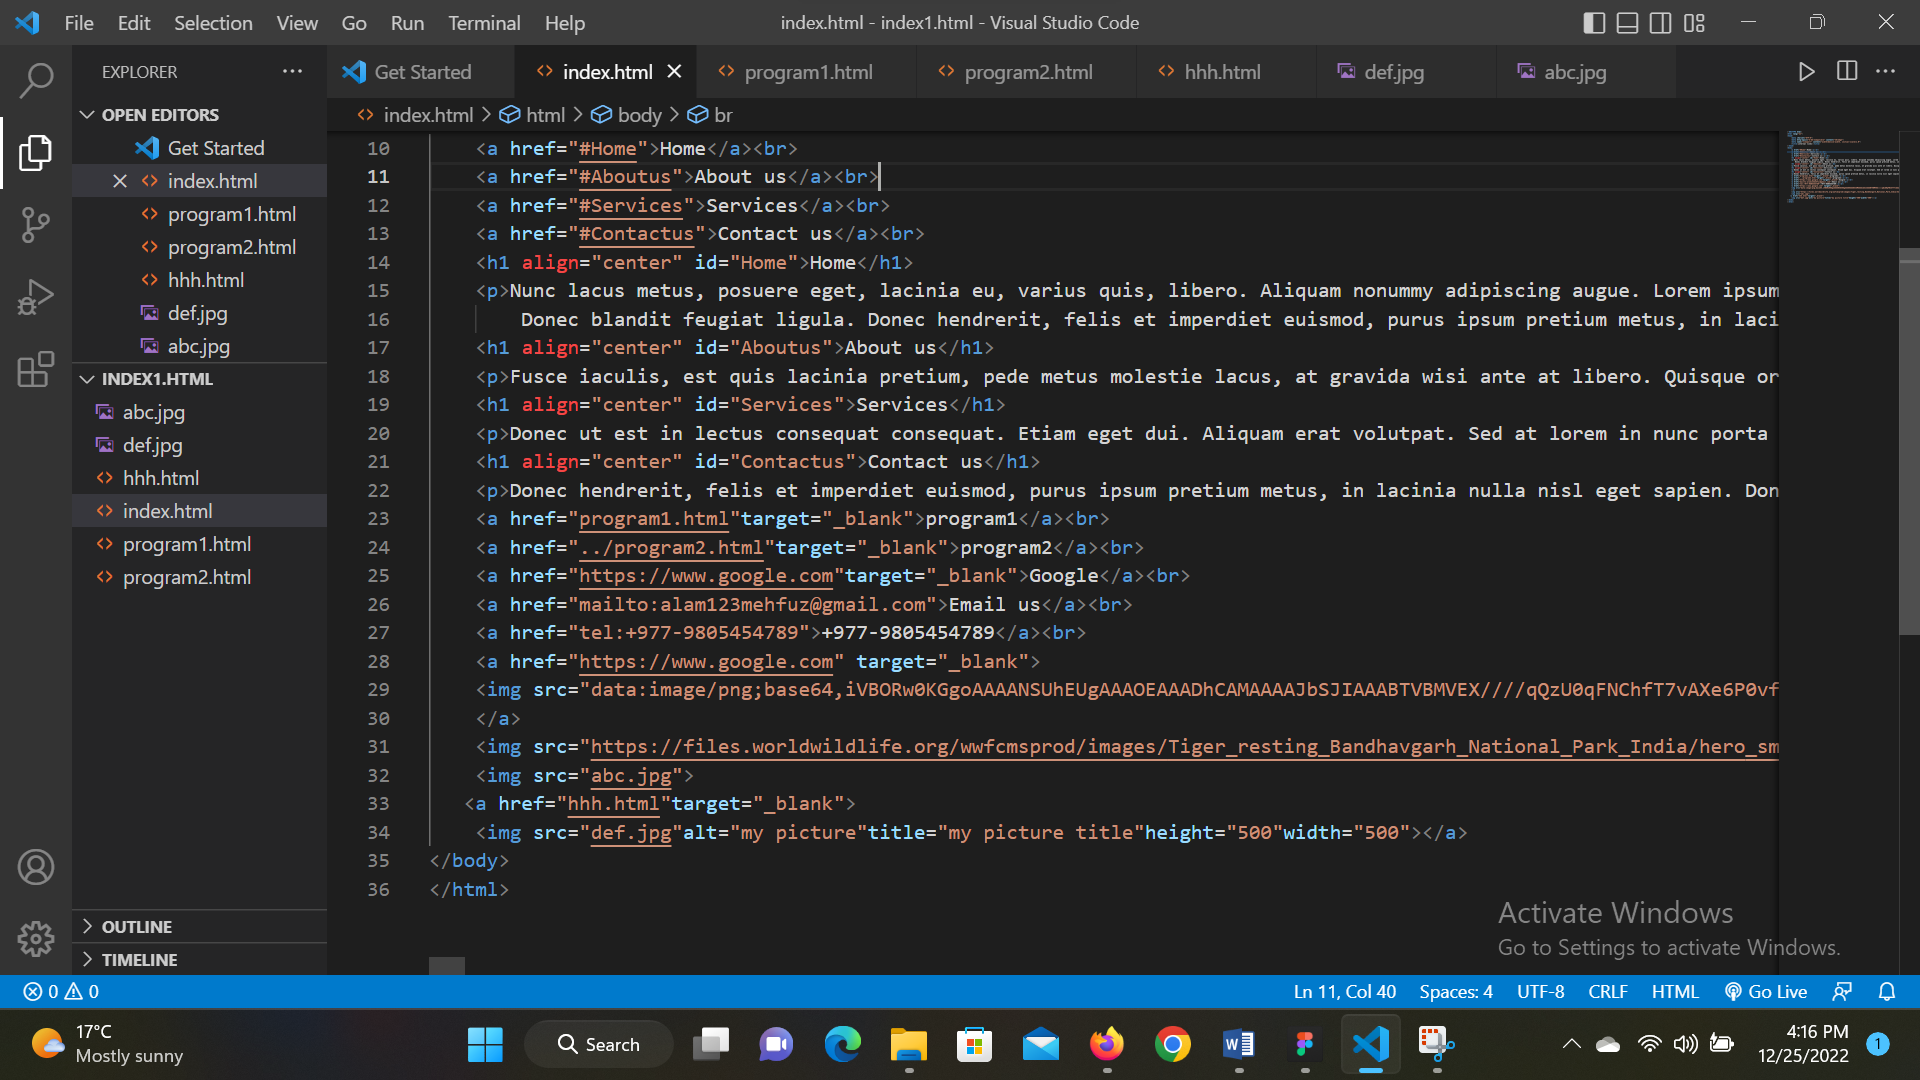 File Edit Selection View Go Run Terminal Help
index.html - index1.html - Visual Studio Code
EXPLORER
Get Started
index.html
program1.html
program2.html
hhh.html
def.jpg
abc.jpg
index.html > html > body > br
OPEN EDITORS
Get Started
index.html
program1.html
program2.html
hhh.html
def.jpg
abc.jpg
INDEX1.HTML
abc.jpg
def.jpg
hhh.html
index.html
program1.html
program2.html
OUTLINE
TIMELINE
10 <a href="#Home">Home</a><br>
11 <a href="#Aboutus">About us</a><br>
12 <a href="#Services">Services</a><br>
13 <a href="#Contactus">Contact us</a><br>
14 <h1 align="center" id="Home">Home</h1>
15 <p>Nunc lacus metus, posuere eget, lacinia eu, varius quis, libero. Aliquam nonummy adipiscing augue. Lorem ipsum
16 Donec blandit feugiat ligula. Donec hendrerit, felis et imperdiet euismod, purus ipsum pretium metus, in laci
17 <h1 align="center" id="Aboutus">About us</h1>
18 <p>Fusce iaculis, est quis lacinia pretium, pede metus molestie lacus, at gravida wisi ante at libero. Quisque or
19 <h1 align="center" id="Services">Services</h1>
20 <p>Donec ut est in lectus consequat consequat. Etiam eget dui. Aliquam erat volutpat. Sed at lorem in nunc porta
21 <h1 align="center" id="Contactus">Contact us</h1>
22 <p>Donec hendrerit, felis et imperdiet euismod, purus ipsum pretium metus, in lacinia nulla nisl eget sapien. Don
23 <a href="program1.html"target="_blank">program1</a><br>
24 <a href="../program2.html"target="_blank">program2</a><br>
25 <a href="https://www.google.com"target="_blank">Google</a><br>
26 <a href="mailto:alam123mehfuz@gmail.com">Email us</a><br>
27 <a href="tel:+977-9805454789">+977-9805454789</a><br>
28 <a href="https://www.google.com" target="_blank">
29 <img src="data:image/png;base64,iVBORw0KGgoAAAANSUhEUgAAAOEAAADhCAMAAAAJbSJIAAABTVBMVEX////qQzU0qFNChfT7vAXe6P0vf
30 </a>
31 <img src="https://files.worldwildlife.org/wwfcmsprod/images/Tiger_resting_Bandhavgarh_National_Park_India/hero_sm
32 <img src="abc.jpg">
33 <a href="hhh.html"target="_blank">
34 <img src="def.jpg"alt="my picture"title="my picture title"height="500"width="500"></a>
35 </body>
36 </html>
Activate Windows
Go to Settings to activate Windows.
0 0
Ln 11, Col 40 Spaces: 4 UTF-8 CRLF HTML Go Live
17°C
Mostly sunny
Search
4:16 PM
12/25/2022
1